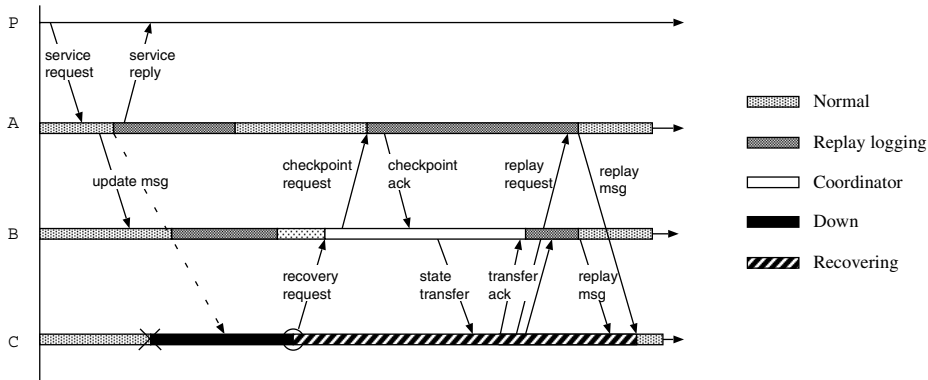 P
service
request
service
reply
A
update msg
checkpoint
request
checkpoint
ack
replay
request
replay
msg
B
recovery
request
state
transfer
transfer
ack
replay
msg
C
Normal
Replay logging
Coordinator
Down
Recovering